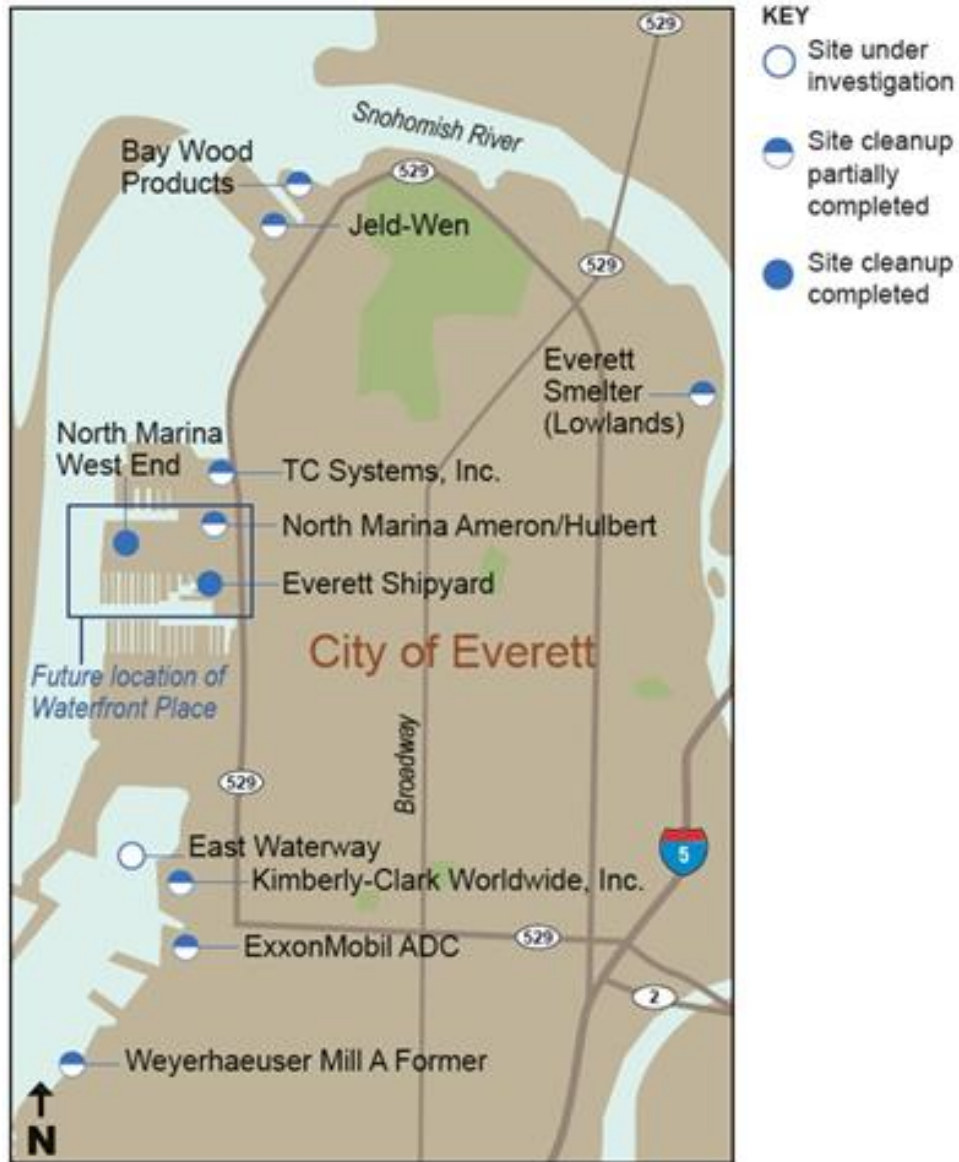 KEY
Site under
investigation
Site cleanup
partially
completed
Site cleanup
completed
529
Snohomish River
Bay Wood
Products
529
Jeld-Wen
529
Everett
Smelter
(Lowlands)
North Marina
West End
TC Systems, Inc.
North Marina Ameron/Hulbert
Everett Shipyard
City of Everett
Future location of
Waterfront Place
Broadway
529
East Waterway
5
Kimberly-Clark Worldwide, Inc.
529
ExxonMobil ADC
2
Weyerhaeuser Mill A Former
N